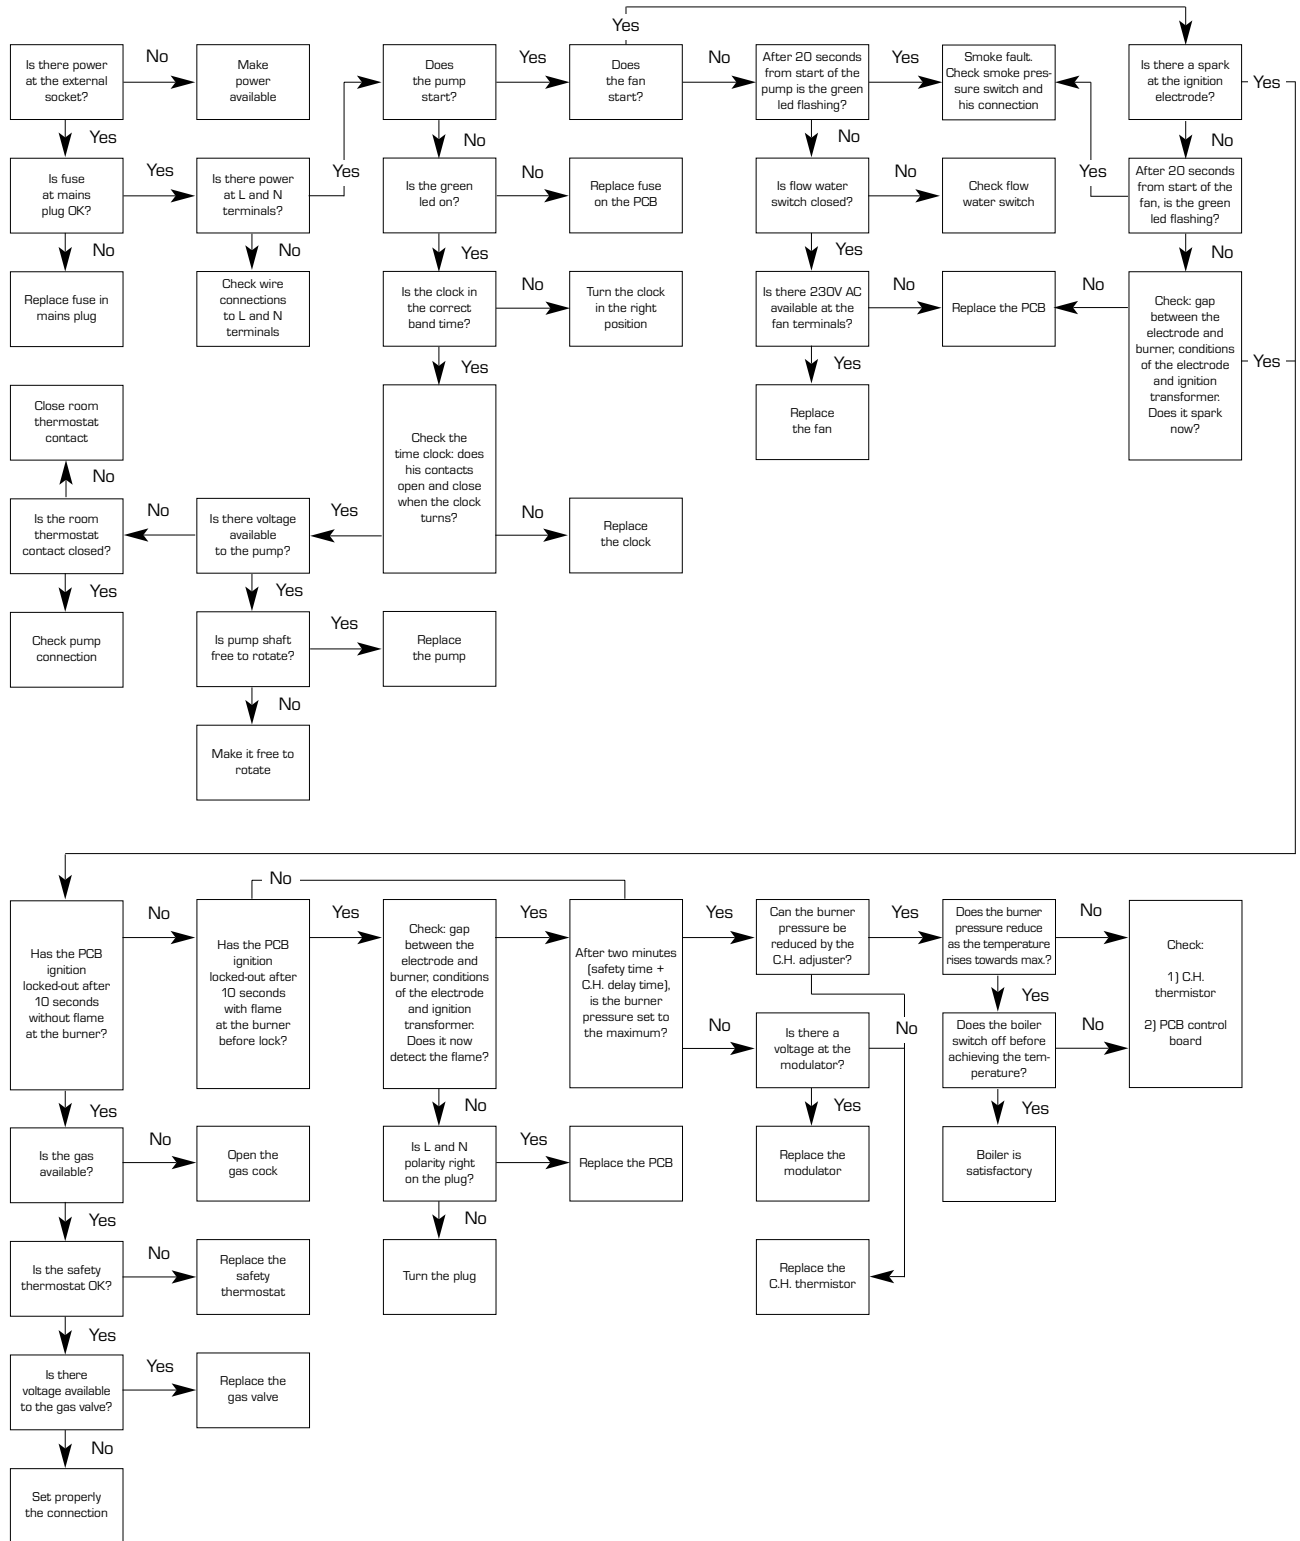 Yes
Is there power
at the external
socket?
No
Make
power
available
Does
the pump
start?
Yes
Does
the fan
start?
No
After 20 seconds
from start of the
pump is the green
led flashing?
Yes
Smoke fault.
Check smoke pres-
sure switch and
his connection
Is there a spark
at the ignition
electrode?
Yes
Yes
No
No
No
Is fuse
at mains
plug OK?
Yes
Is there power
at L and N
terminals?
Yes
Is the green
led on?
No
Replace fuse
on the PCB
Is flow water
switch closed?
No
Check flow
water switch
Yes
After 20 seconds
from start of the
fan, is the green
led flashing?
No
No
Yes
Yes
No
Replace fuse in
mains plug
Check wire
connections
to L and N
terminals
Is the clock in
the correct
band time?
No
Turn the clock
in the right
position
Is there 230V AC
available at the
fan terminals?
No
Replace the PCB
No
Check: gap
between the
electrode and
burner, conditions
of the electrode
and ignition
transformer.
Does it spark
now?
Yes
Yes
Yes
Close room
thermostat
contact
Replace
the fan
No
Check the
time clock: does
his contacts
open and close
when the clock
turns?
Is the room
thermostat
contact closed?
No
Is there voltage
available
to the pump?
Yes
No
Replace
the clock
Yes
Yes
Check pump
connection
Is pump shaft
free to rotate?
Yes
Replace
the pump
No
Make it free to
rotate
No
Has the PCB
ignition
locked-out after
10 seconds
without flame
at the burner?
No
Has the PCB
ignition
locked-out after
10 seconds
with flame
at the burner
before lock?
Yes
Check: gap
between the
electrode and
burner, conditions
of the electrode
and ignition
transformer.
Does it now
detect the flame?
Yes
After two minutes
(safety time +
C.H. delay time),
is the burner
pressure set to
the maximum?
Yes
Can the burner
pressure be
reduced by the
C.H. adjuster?
Yes
Does the burner
pressure reduce
as the temperature
rises towards max.?
No
Check:
1) C.H.
thermistor
2) PCB control
board
Yes
No
Is there a
voltage at the
modulator?
No
Does the boiler
switch off before
achieving the tem-
perature?
No
Yes
No
Yes
Yes
Is the gas
available?
No
Open the
gas cock
Is L and N
polarity right
on the plug?
Yes
Replace the PCB
Replace the
modulator
Boiler is
satisfactory
Yes
No
Is the safety
thermostat OK?
No
Replace the
safety
thermostat
Turn the plug
Replace the
C.H. thermistor
Yes
Is there
voltage available
to the gas valve?
Yes
Replace the
gas valve
No
Set properly
the connection